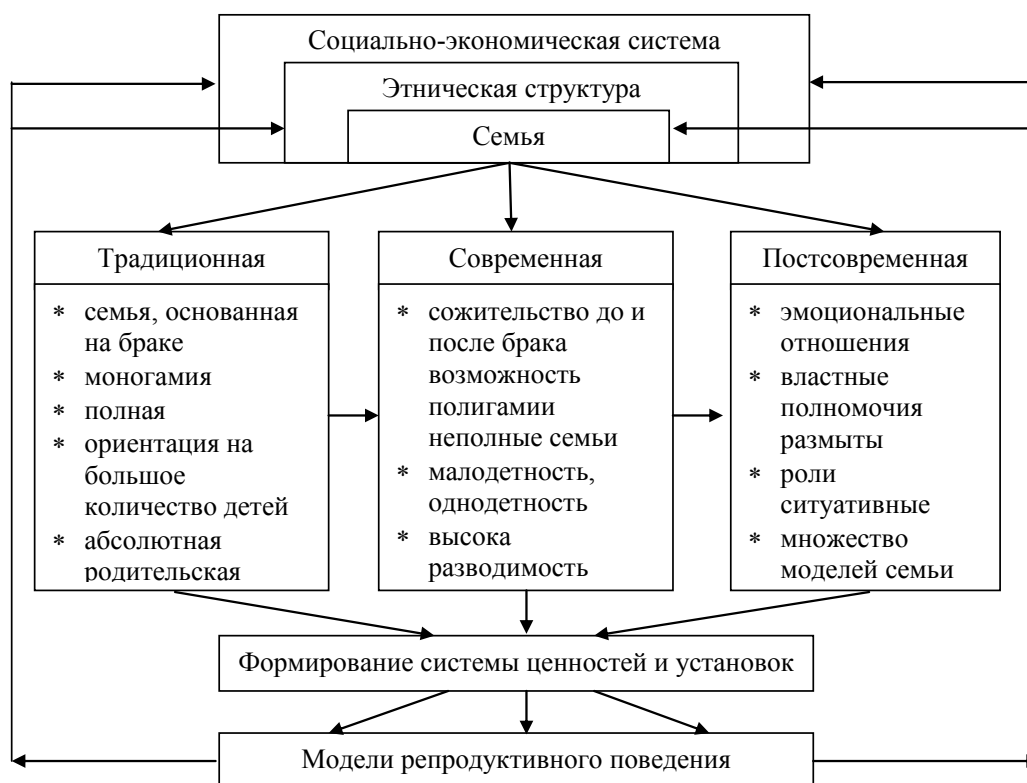 Социально-экономическая система
Этническая структура
Семья
Традиционная
* семья, основанная
на браке
* моногамия
* полная
* ориентация на
большое
количество детей
* абсолютная
родительская
Современная
* сожительство до и
после брака
возможность
полигамии
неполные семьи
* малодетность,
однодетность
* высока
разводимость
Постсовременная
* эмоциональные
отношения
* властные
полномочия
размыты
* роли
ситуативные
* множество
моделей семьи
Формирование системы ценностей и установок
Модели репродуктивного поведения